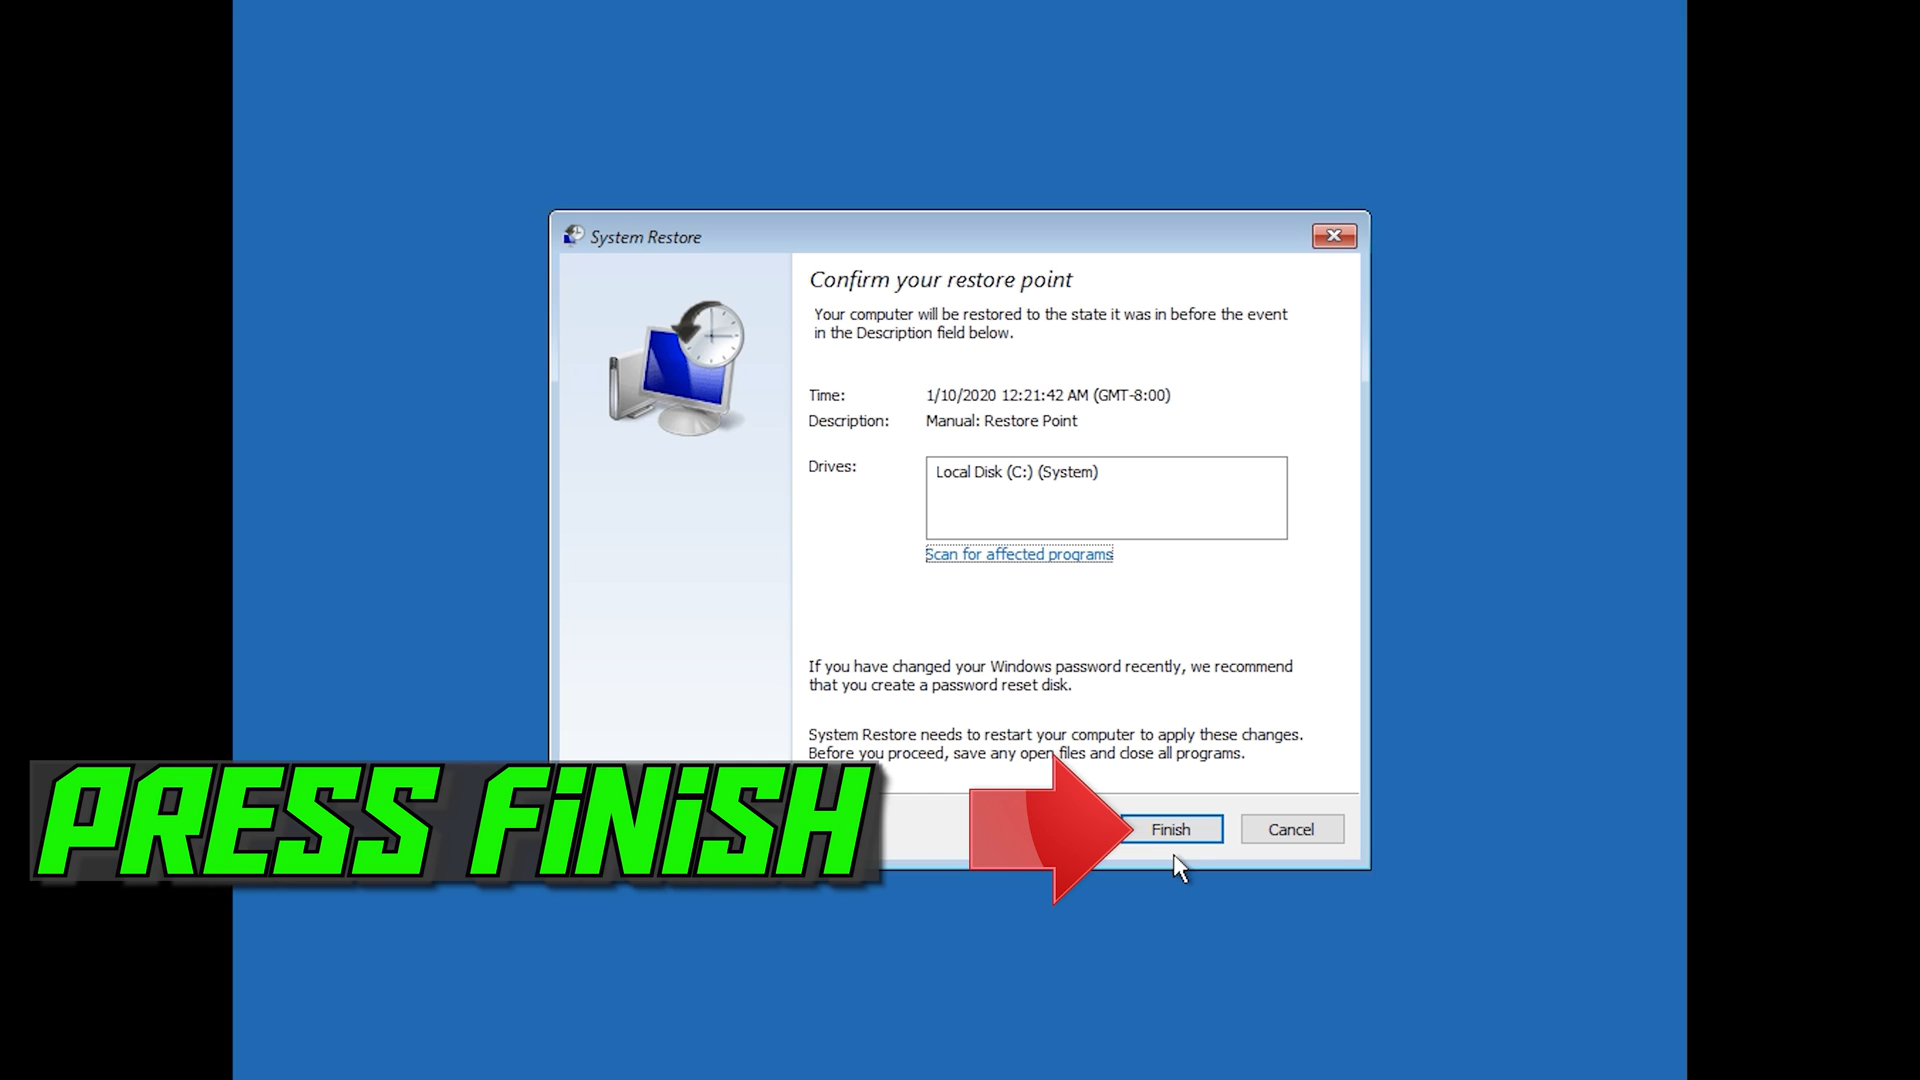 System Restore
Confirm your restore point
Your computer will be restored to the state it was in before the event
in the Description field below.
Time: 1/10/2020 12:21:42 AM (GMT-8:00)
Description: Manual: Restore Point
Drives: Local Disk (C:) (System)
Scan for affected programs
If you have changed your Windows password recently, we recommend
that you create a password reset disk.
System Restore needs to restart your computer to apply these changes.
Before you proceed, save any open files and close all programs.
PRESS FiNiSH
Finish Cancel